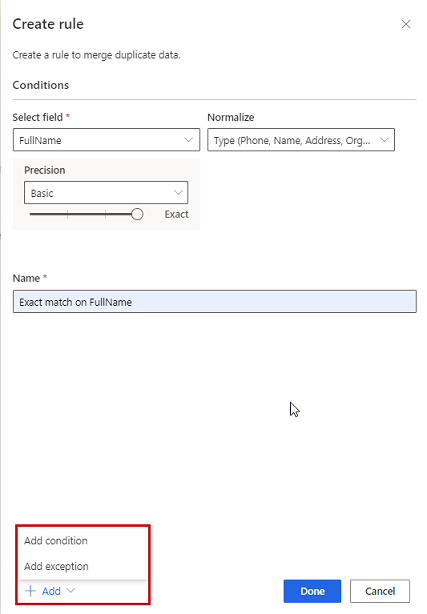 Create rule
Create a rule to merge duplicate data.
Conditions
Select field * Normalize
FullName Type (Phone, Name, Address, Org...
Precision
Basic
Exact
Name *
Exact match on FullName
Add condition
Add exception
+ Add Done Cancel